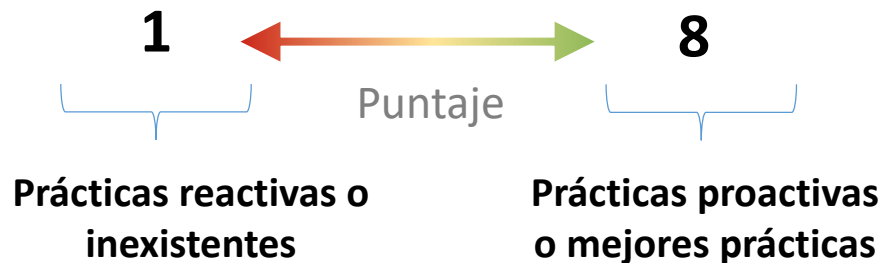 1
8
Puntaje
Prácticas reactivas o
inexistentes
Prácticas proactivas
o mejores prácticas